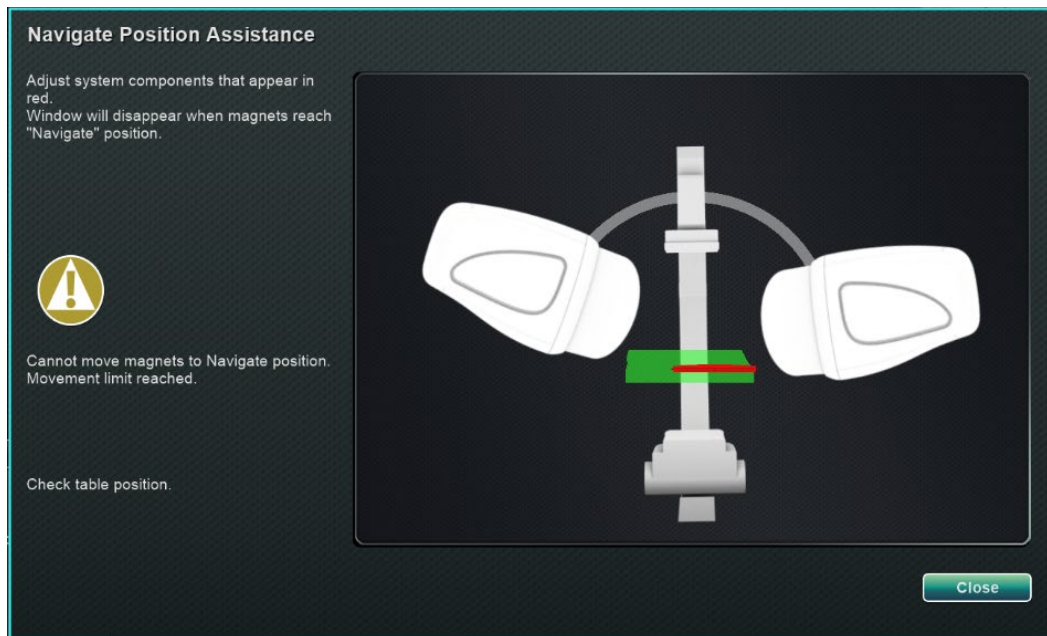 Navigate Position Assistance
Adjust system components that appear in
red.
Window will disappear when magnets reach
"Navigate" position.
Cannot move magnets to Navigate position.
Movement limit reached.
Check table position.
Close